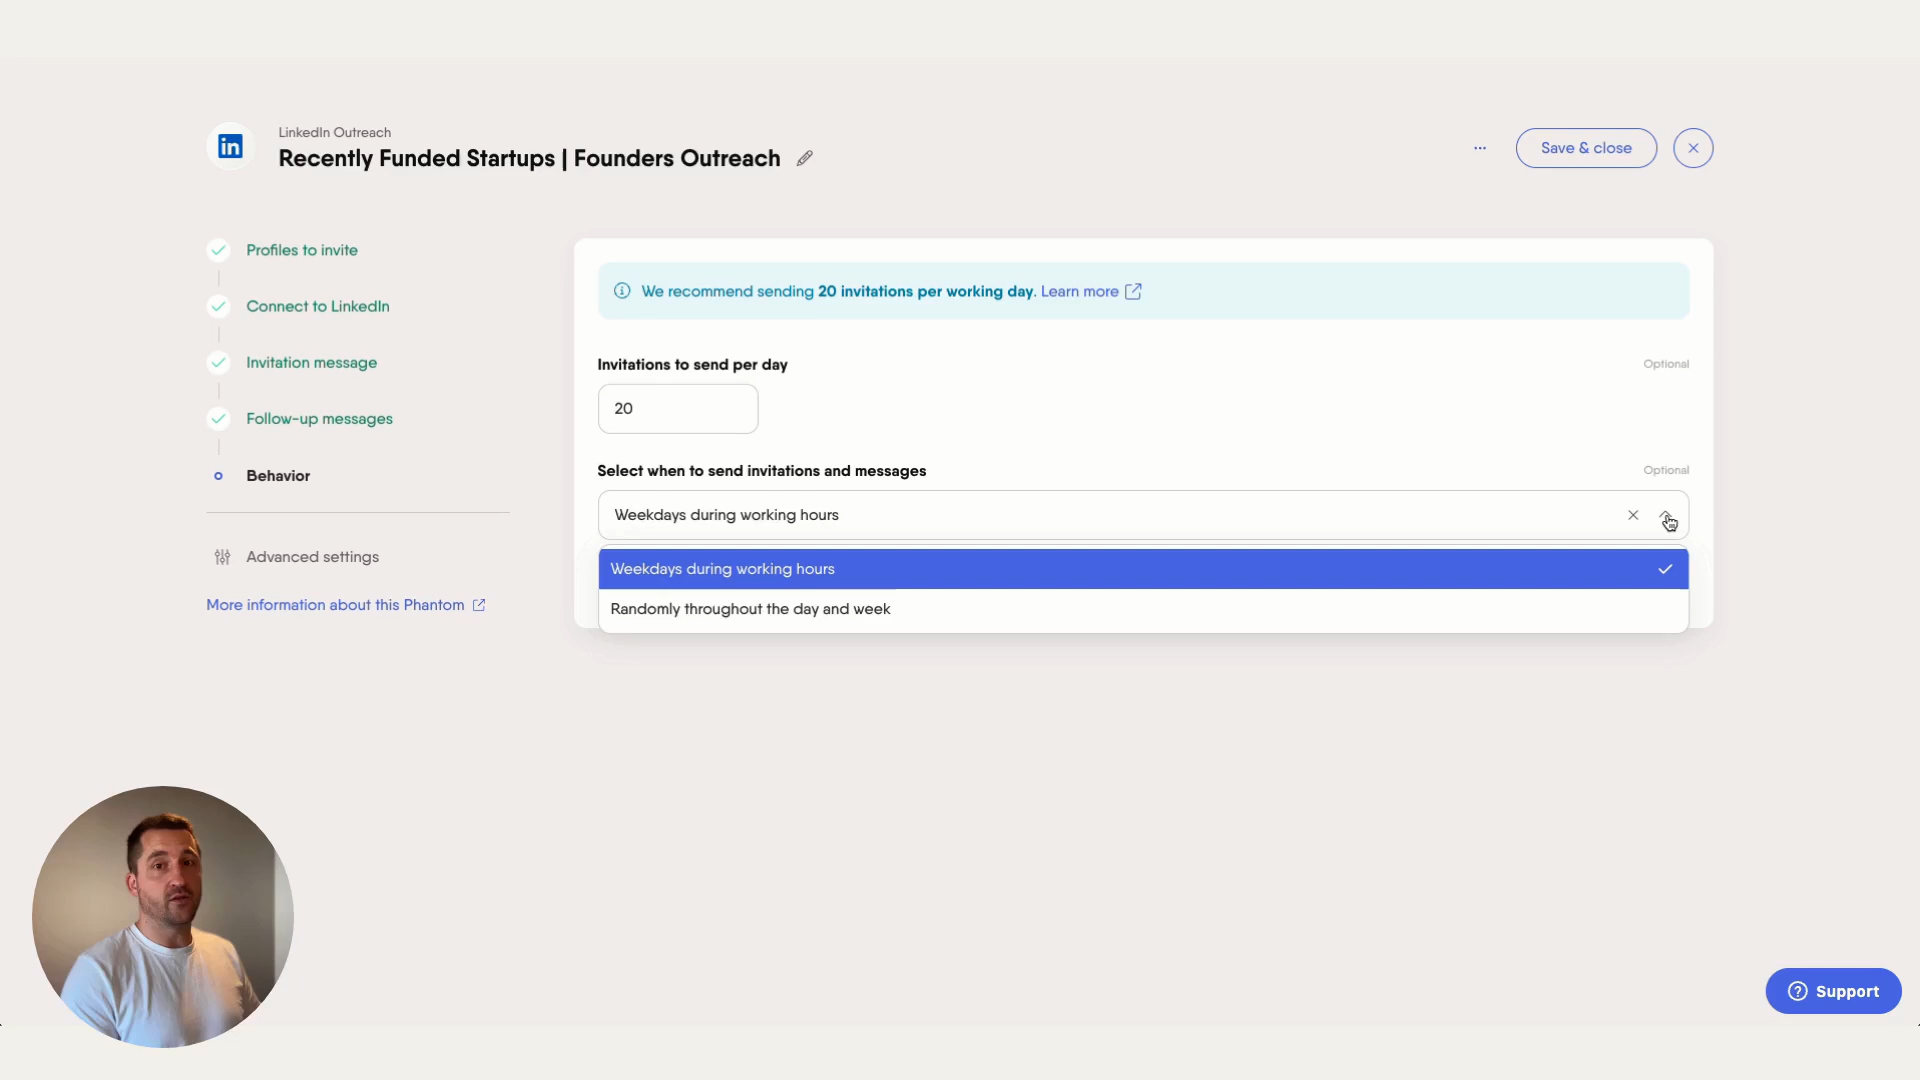 in
LinkedIn Outreach
Recently Funded Startups | Founders Outreach
... Save & close
Profiles to invite
Connect to LinkedIn
Invitation message
Follow-up messages
Behavior
Advanced settings
More information about this Phantom
We recommend sending 20 invitations per working day. Learn more
Invitations to send per day Optional
20
Select when to send invitations and messages Optional
Weekdays during working hours
Weekdays during working hours
Randomly throughout the day and week
Support